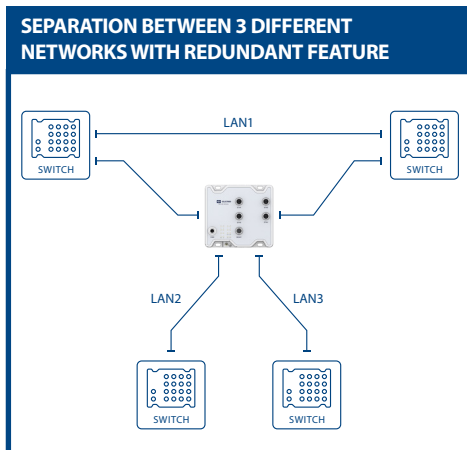 SEPARATION BETWEEN 3 DIFFERENT
NETWORKS WITH REDUNDANT FEATURE
LAN1
SWITCH
SWITCH
LAN2
LAN3
SWITCH
SWITCH